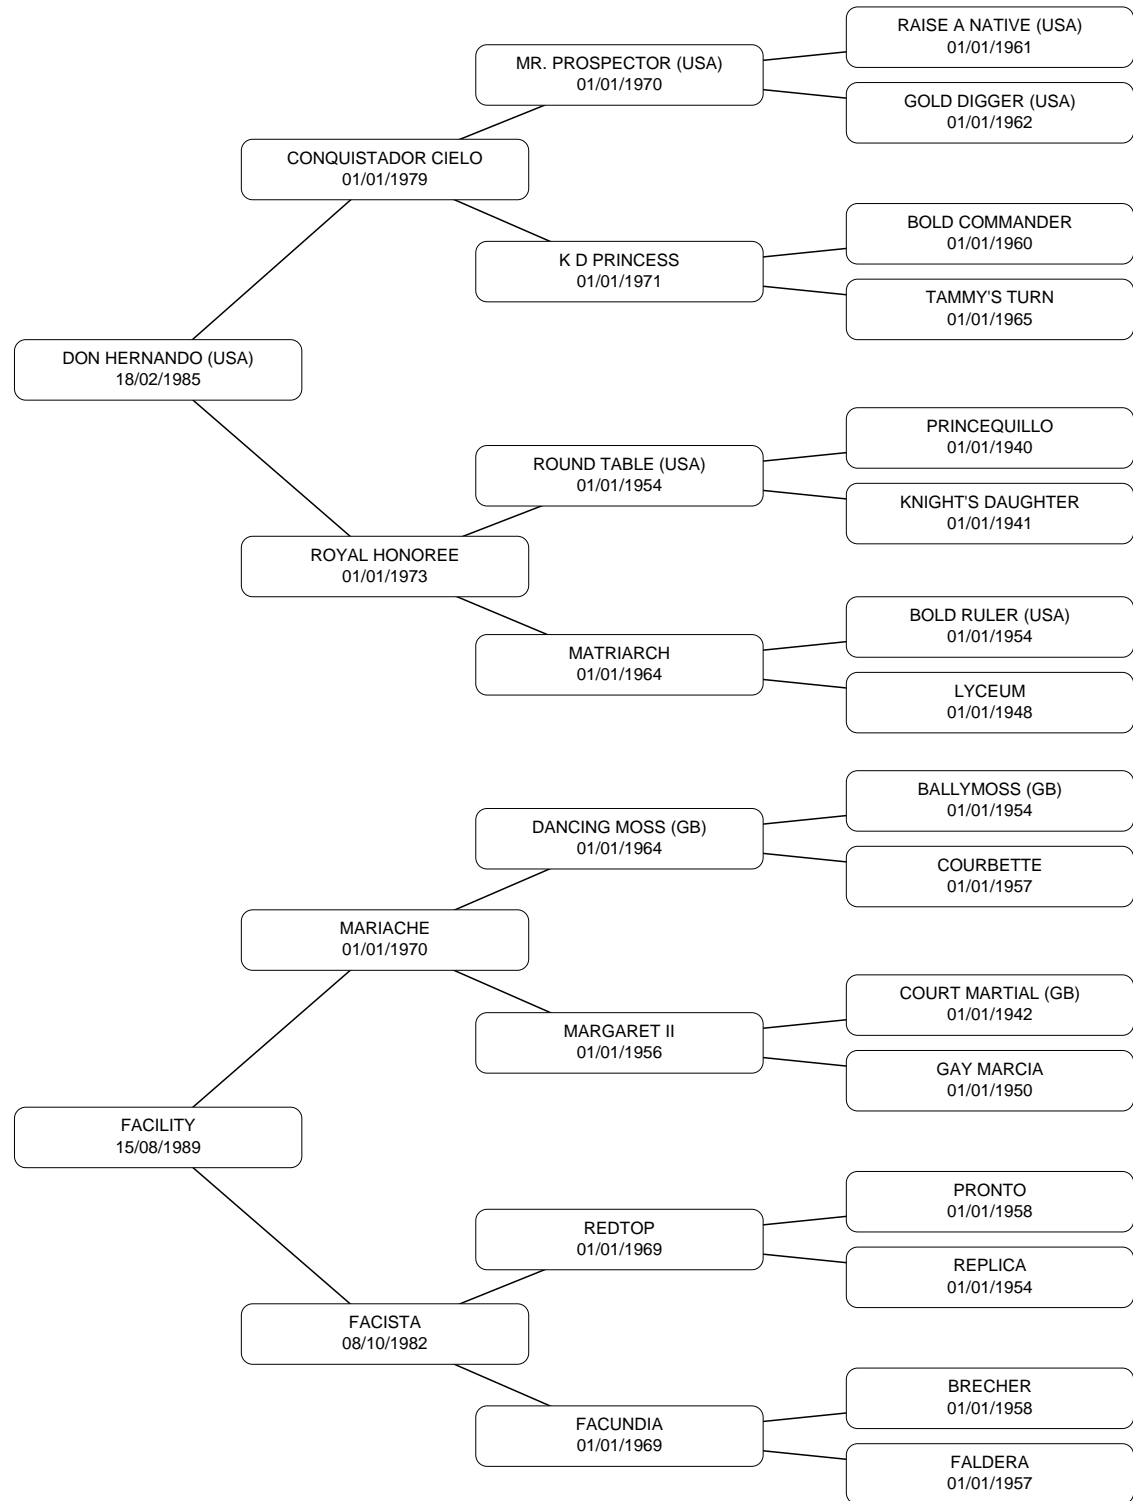 RAISE A NATIVE (USA)
01/01/1961
MR. PROSPECTOR (USA)
01/01/1970
GOLD DIGGER (USA)
01/01/1962
CONQUISTADOR CIELO
01/01/1979
BOLD COMMANDER
01/01/1960
K D PRINCESS
01/01/1971
TAMMY'S TURN
01/01/1965
DON HERNANDO (USA)
18/02/1985
PRINCEQUILLO
01/01/1940
ROUND TABLE (USA)
01/01/1954
KNIGHT'S DAUGHTER
01/01/1941
ROYAL HONOREE
01/01/1973
BOLD RULER (USA)
01/01/1954
MATRIARCH
01/01/1964
LYCEUM
01/01/1948
BALLYMOSS (GB)
01/01/1954
DANCING MOSS (GB)
01/01/1964
COURBETTE
01/01/1957
MARIACHE
01/01/1970
COURT MARTIAL (GB)
01/01/1942
MARGARET II
01/01/1956
GAY MARCIA
01/01/1950
FACILITY
15/08/1989
PRONTO
01/01/1958
REDTOP
01/01/1969
REPLICA
01/01/1954
FACISTA
08/10/1982
BRECHER
01/01/1958
FACUNDIA
01/01/1969
FALDERA
01/01/1957